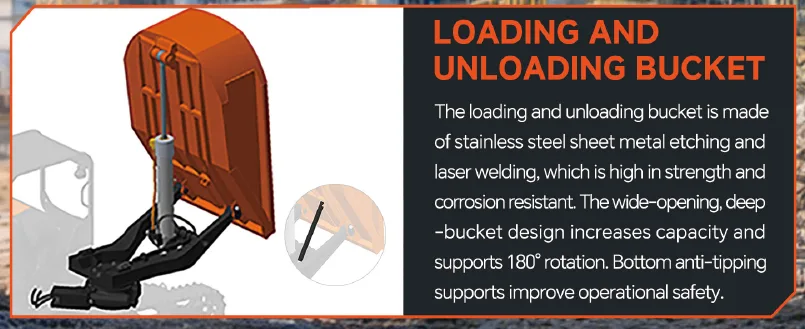 LOADING AND
UNLOADING BUCKET
The loading and unloading bucket is made
of stainless steel sheet metal etching and
laser welding, which is high in strength and
corrosion resistant. The wide-opening, deep
-bucket design increases capacity and
supports 180° rotation. Bottom anti-tipping
supports improve operational safety.